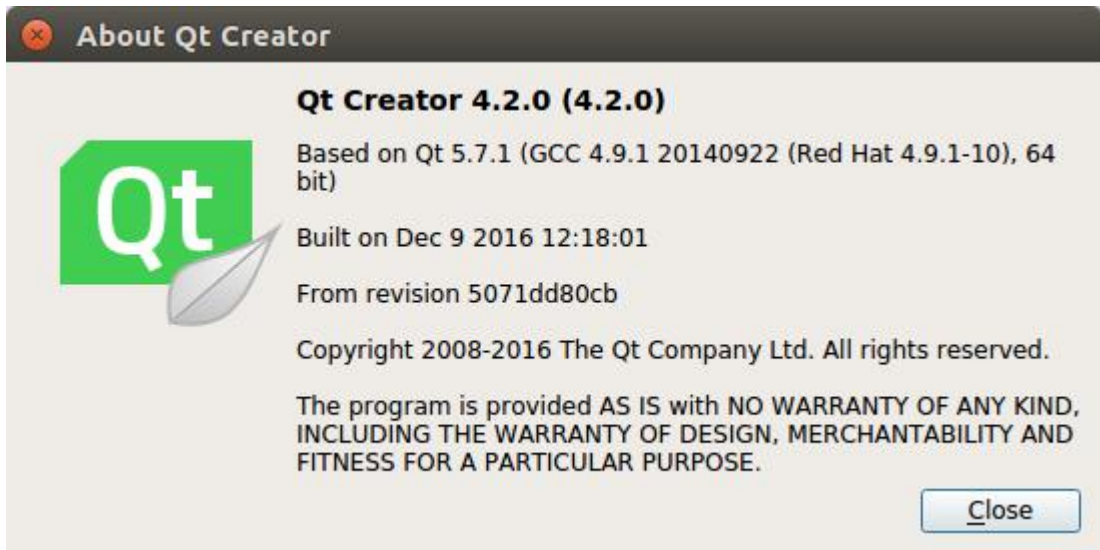 About Qt Creator
Qt Creator 4.2.0 (4.2.0)
Based on Qt 5.7.1 (GCC 4.9.1 20140922 (Red Hat 4.9.1-10), 64
bit)
Qt
Built on Dec 9 2016 12:18:01
From revision 5071dd80cb
Copyright 2008-2016 The Qt Company Ltd. All rights reserved.
The program is provided AS IS with NO WARRANTY OF ANY KIND,
INCLUDING THE WARRANTY OF DESIGN, MERCHANTABILITY AND
FITNESS FOR A PARTICULAR PURPOSE.
Close